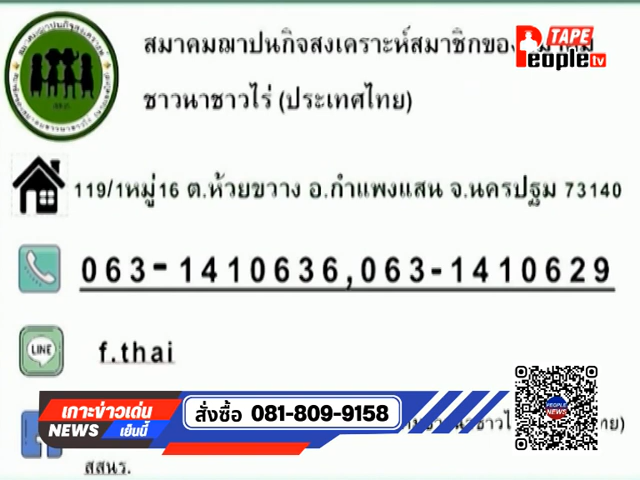 สมาคมฌาปนกิจสงเคราะห์สมาชิกของ
TAPE
People tv
ชาวนาชาวไร่ (ประเทศไทย)
119/1หมู่16 ต.ห้วยขวาง อ.กำแพงแสน จ.นครปฐม 73140
063-1410636,063-1410629
LINE
f.thai
เกาะข่าวเด่น
NEWS เย็นนี้
สั่งซื้อ 081-809-9158
PEOPLE NEWS
สสนร.